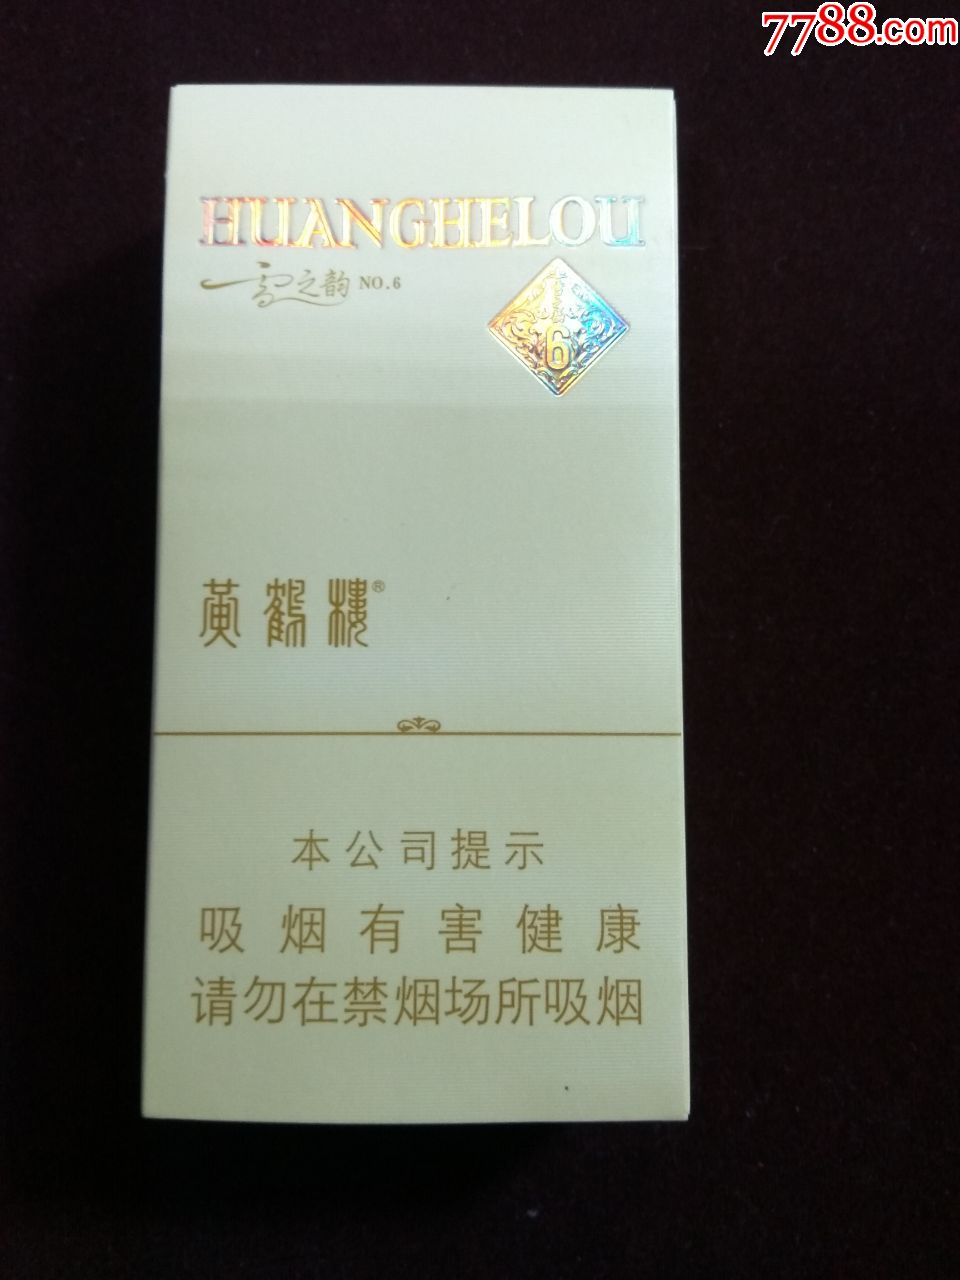 7788.com
HUANGHELOU
雪之韵 NO.6
6
黄鹤楼®
本公司提示
吸烟有害健康
请勿在禁烟场所吸烟